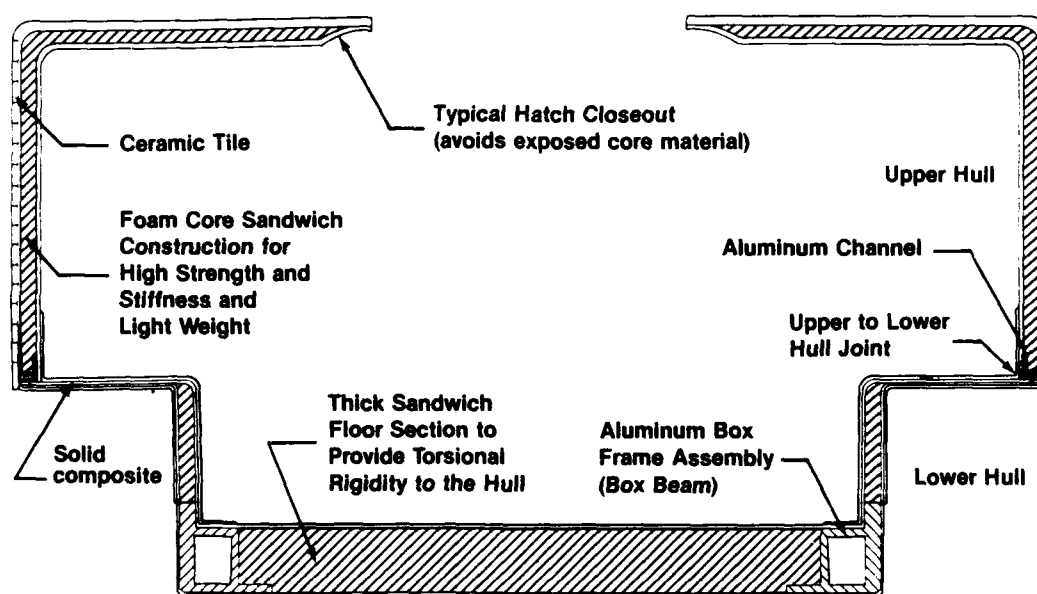 Typical Hatch Closeout
(avoids exposed core material)
Ceramic Tile
Upper Hull
Foam Core Sandwich
Construction for
High Strength and
Stiffness and
Light Weight
Aluminum Channel
Upper to Lower
Hull Joint
Thick Sandwich
Floor Section to
Provide Torsional
Rigidity to the Hull
Aluminum Box
Frame Assembly
(Box Beam)
Solid
composite
Lower Hull